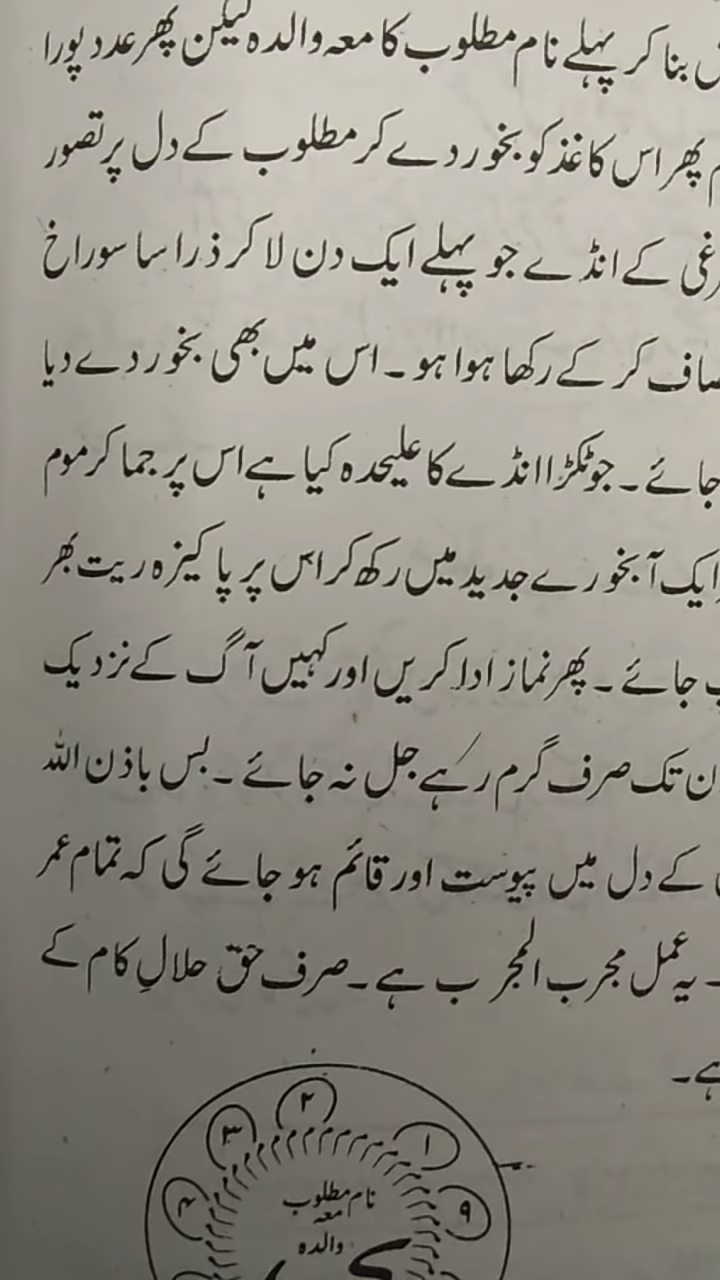 بنا کر پہلے نام مطلوب کا معہ والدہ لیکن پھر عدد پورا
پھر اس کاغذ کو بخور دے کر مطلوب کے دل پر تصور
کے انڈے جو پہلے ایک دن لا کر ذرا سا سوراخ
صاف کر کے رکھا ہوا ہو ۔ اس میں بھی بخور دے دیا
جائے ۔ جو ٹکڑا انڈے کا علیحدہ کیا ہے اس پر جما کر موم
ایک آبخورے جدید میں رکھ کر اس پر پاکیزہ ریت بھر
جائے ۔ پھر نماز ادا کریں اور کہیں آگ کے نزدیک
تک صرف گرم رہے جل نہ جائے ۔ بس باذن اللہ
کے دل میں پیوست اور قائم ہو جائے گی کہ تمام عمر
۔ یہ عمل مجرب المجرب ہے ۔ صرف حق حلالِ کام کے
ہے ۔
۲
۳ ۱
۴ ۹
نام مطلوب
معہ
والدہ